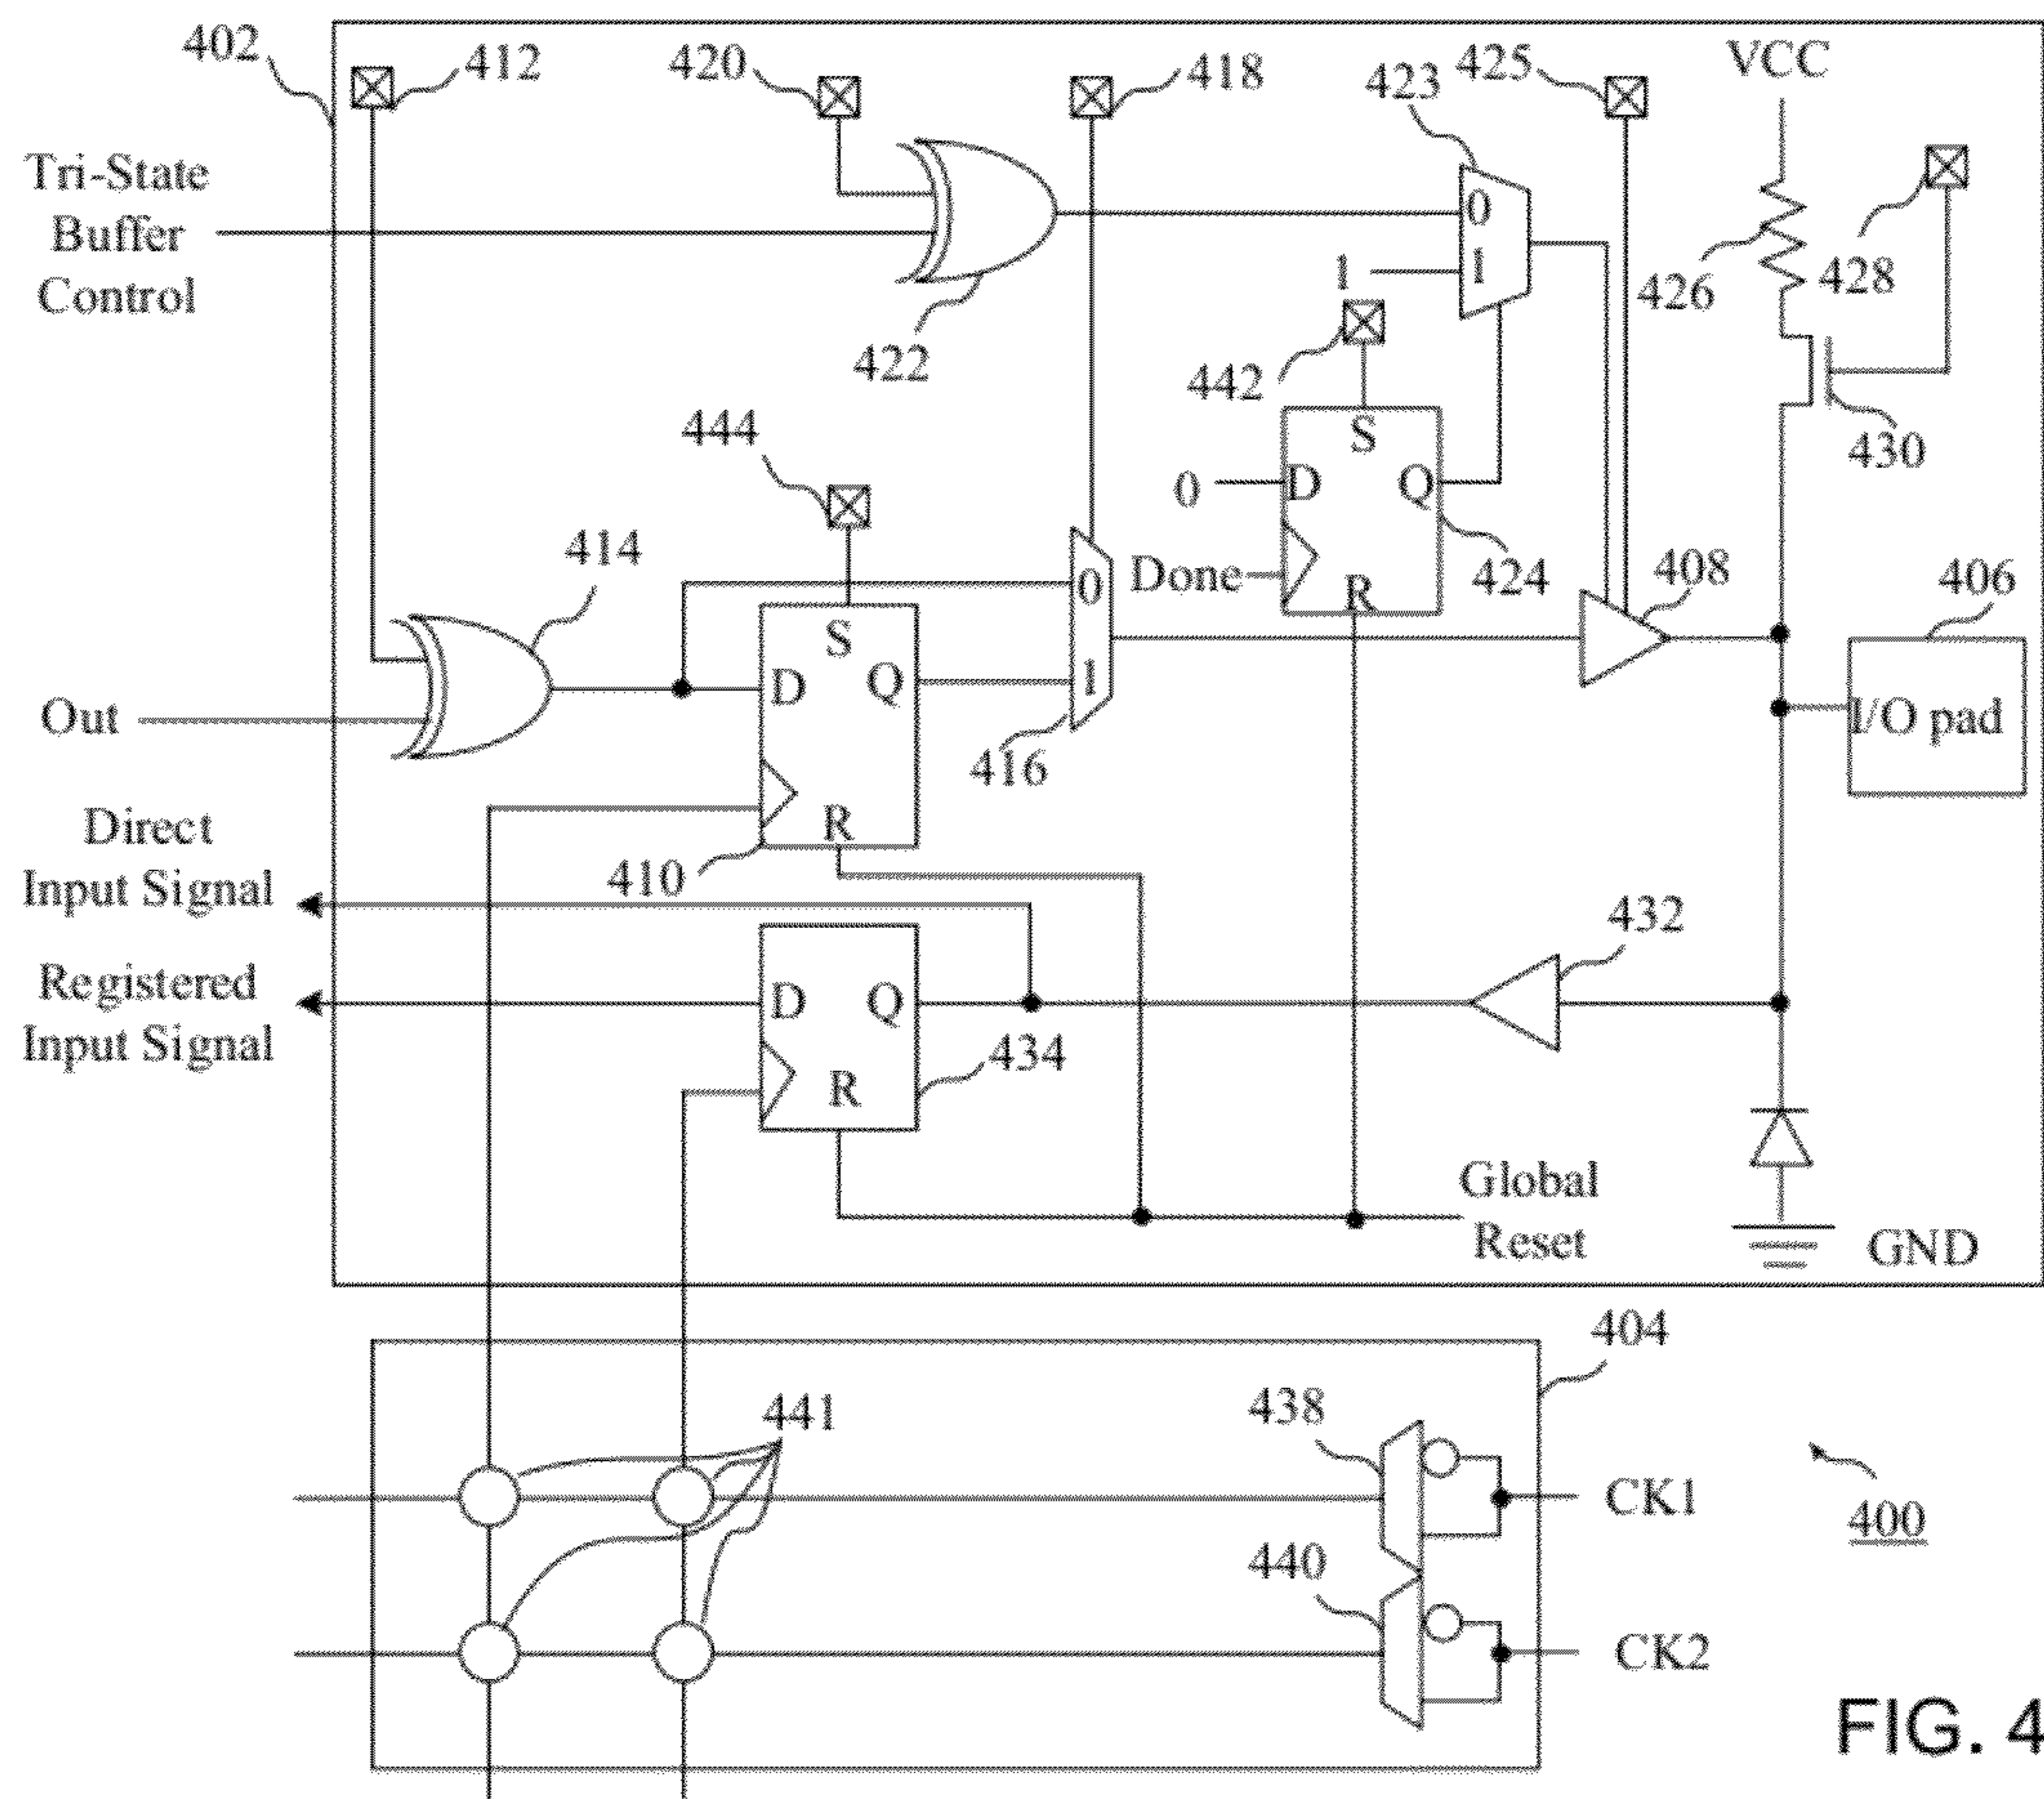 402
412
420
418
423
425
VCC
Tri-State
Buffer
Control
0
1
1
426
428
422
442
444
S
430
0
D
Q
414
Done
R
424
408
406
0
S
D
Q
1
Out
I/O pad
416
R
Direct
Input Signal
410
432
Registered
Input Signal
D
Q
434
R
Global
Reset
GND
404
441
438
CK1
400
440
CK2
FIG. 4